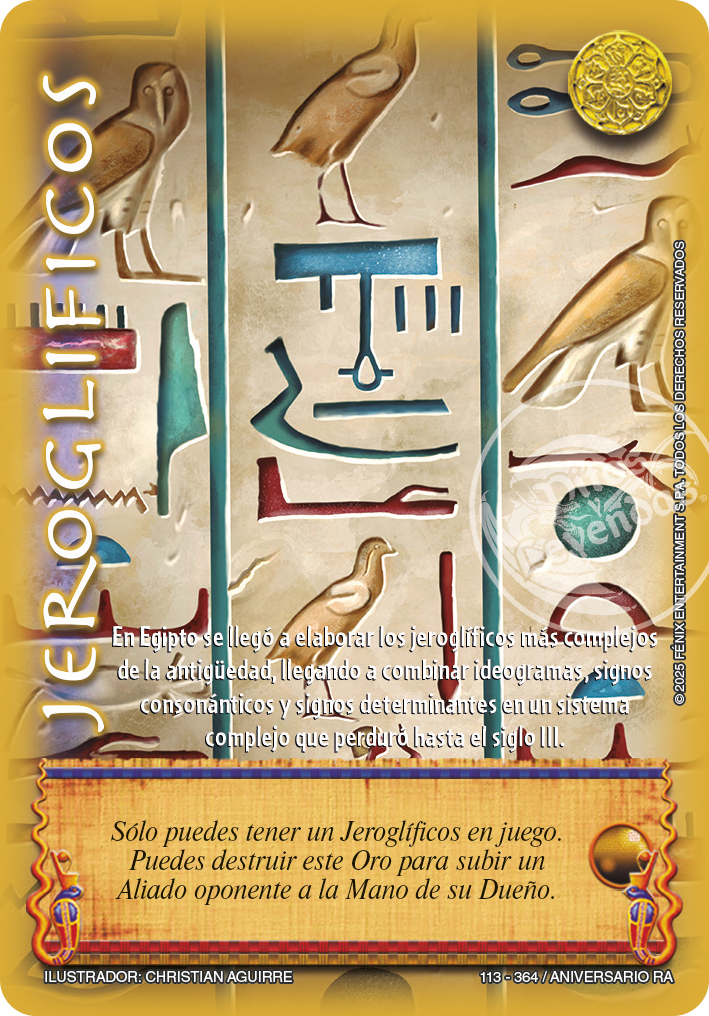 JEROGLIFICOS
En Egipto se llegó a elaborar los jeroglíficos más complejos
de la antigüedad, llegando a combinar ideogramas, signos
consonánticos y signos determinantes en un sistema
complejo que perduró hasta el siglo III.
Sólo puedes tener un Jeroglíficos en juego.
Puedes destruir este Oro para subir un
Aliado oponente a la Mano de su Dueño.
ILUSTRADOR: CHRISTIAN AGUIRRE
113 - 364 / ANIVERSARIO RA
© 2025 FÉNIX ENTERTAINMENT S.P.A. TODOS LOS DERECHOS RESERVADOS
Mitos y
Leyendas